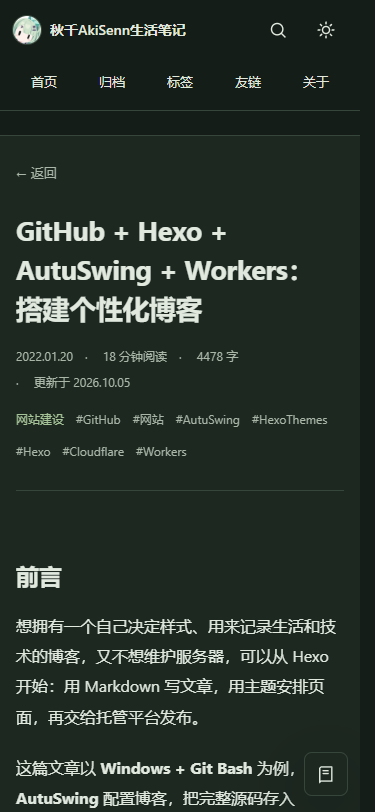 秋千AkiSenn生活笔记
首页 归档 标签 友链 关于
← 返回
GitHub + Hexo +
AutuSwing + Workers：
搭建个性化博客
2022.01.20 · 18 分钟阅读 · 4478 字
· 更新于 2026.10.05
网站建设 #GitHub #网站 #AutuSwing #HexoThemes
#Hexo #Cloudflare #Workers
前言
想拥有一个自己决定样式、用来记录生活和技
术的博客，又不想维护服务器，可以从 Hexo
开始：用 Markdown 写文章，用主题安排页
面，再交给托管平台发布。
这篇文章以 Windows + Git Bash 为例，
AutuSwing 配置博客，把完整源码存入